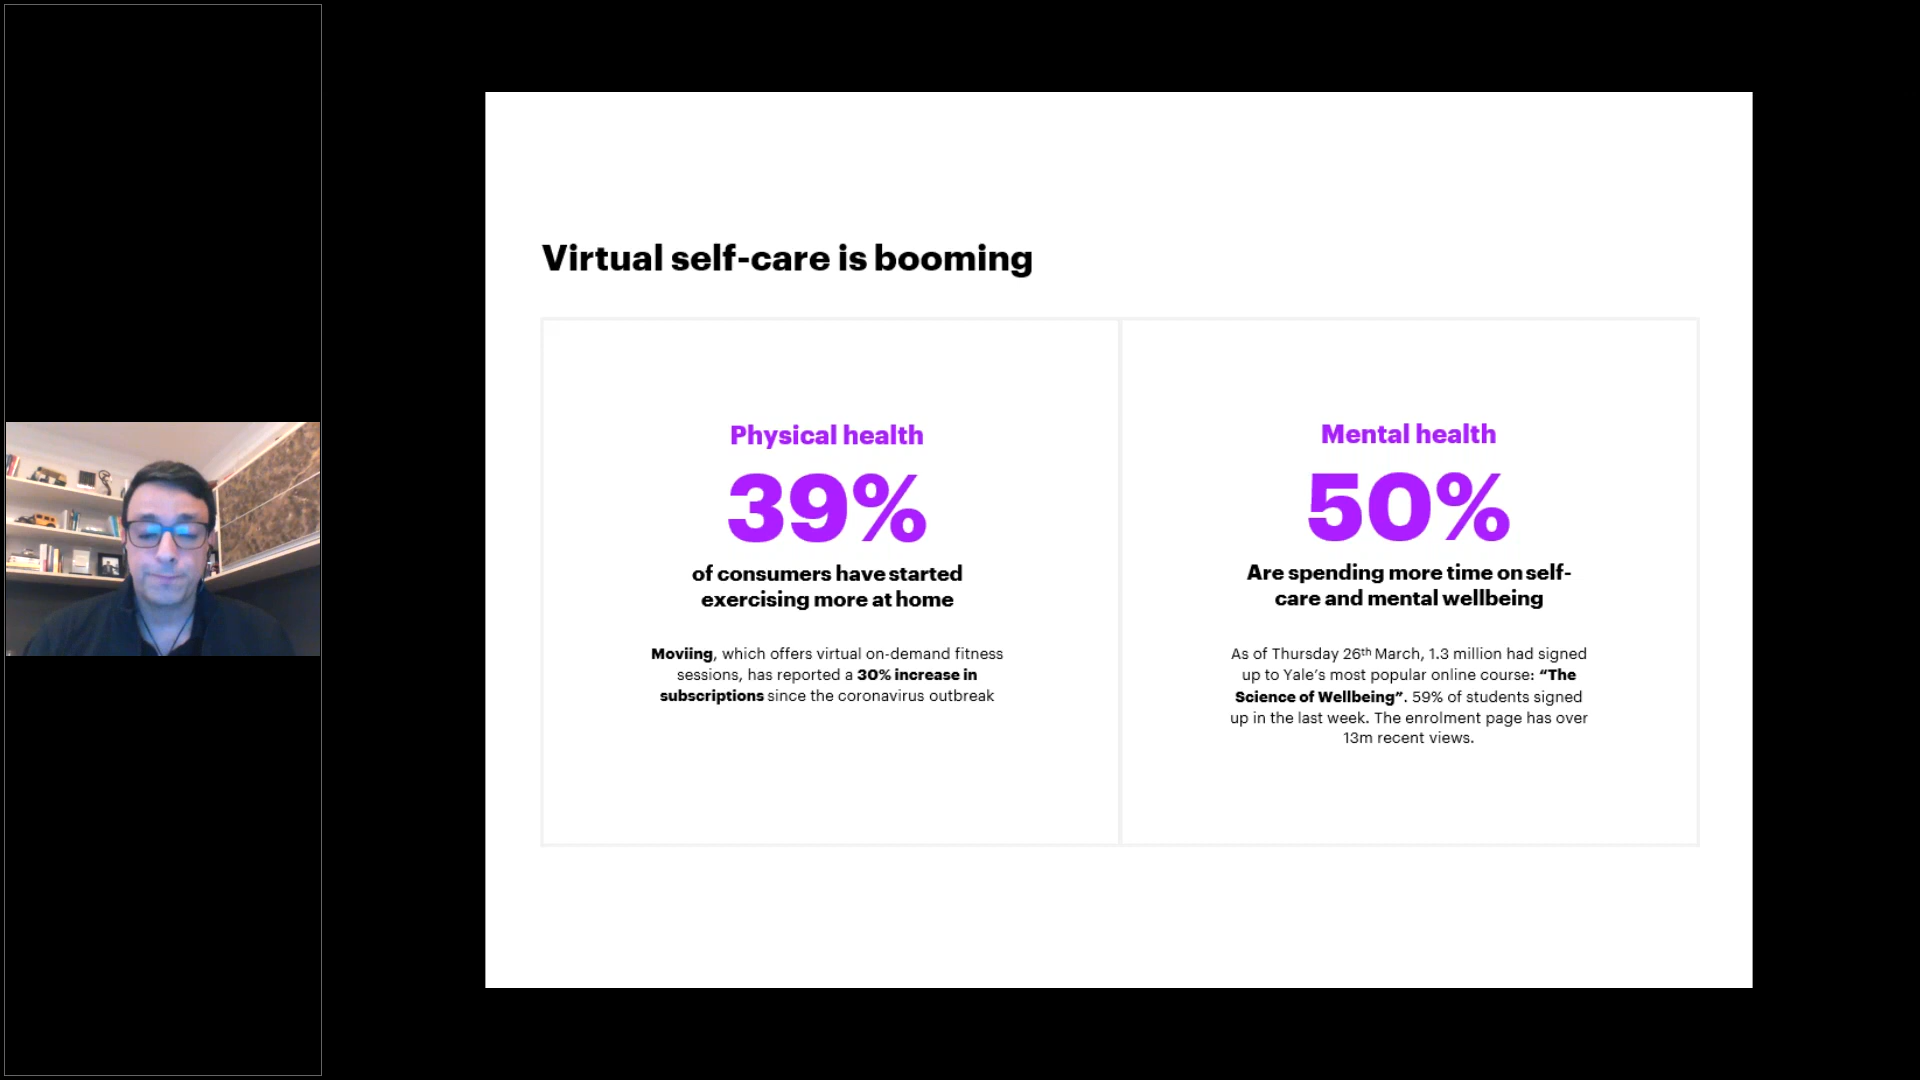 Virtual self-care is booming
Physical health
39%
of consumers have started
exercising more at home
Moviing, which offers virtual on-demand fitness
sessions, has reported a 30% increase in
subscriptions since the coronavirus outbreak
Mental health
50%
Are spending more time on self-
care and mental wellbeing
As of Thursday 26th March, 1.3 million had signed
up to Yale’s most popular online course: “The
Science of Wellbeing”. 59% of students signed
up in the last week. The enrolment page has over
13m recent views.